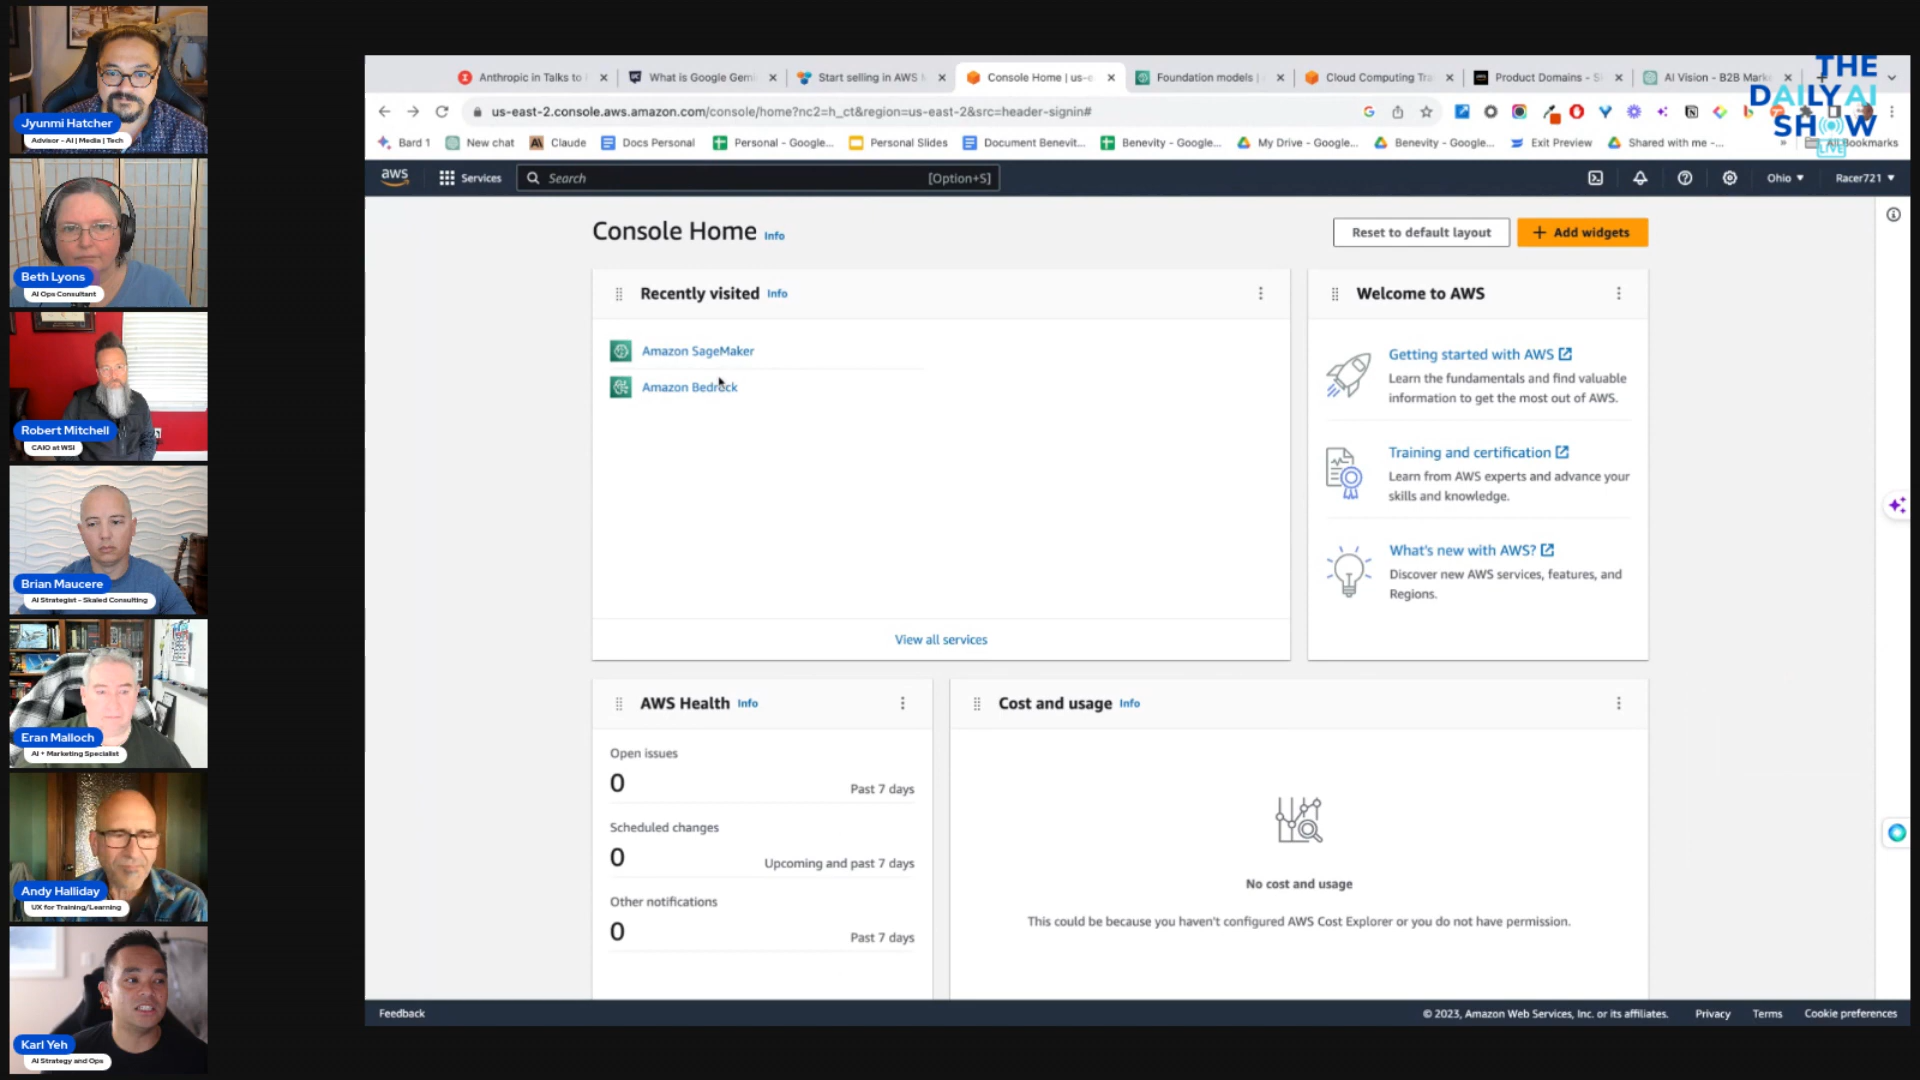 Jyunmi Hatcher
Advisor - AI | Media | Tech
Beth Lyons
AI Ops Consultant
Robert Mitchell
CAIO at WSI
Brian Maucere
AI Strategist - Skaled Consulting
Eran Malloch
AI + Marketing Specialist
Andy Halliday
UX for Training/Learning
Karl Yeh
AI Strategy and Ops
THE
DAILY AI
SHOW
LIVE
Anthropic in Talks to
What is Google Gem
Start selling in AWS
Console Home | us-e
Foundation models |
Cloud Computing Tra
Product Domains - S
AI Vision - B2B Mark
us-east-2.console.aws.amazon.com/console/home?nc2=h_ct&region=us-east-2&src=header-signin#
Bard 1
New chat
Claude
Docs Personal
Personal - Google...
Personal Slides
Document Benevit...
Benevity - Google...
My Drive - Google...
Benevity - Google...
Exit Preview
Shared with me -...
All Bookmarks
aws
Services
Search
[Option+S]
Ohio
Racer721
Console Home Info
Reset to default layout
+ Add widgets
Recently visited Info
Amazon SageMaker
Amazon Bedrock
View all services
Welcome to AWS
Getting started with AWS
Learn the fundamentals and find valuable
information to get the most out of AWS.
Training and certification
Learn from AWS experts and advance your
skills and knowledge.
What's new with AWS?
Discover new AWS services, features, and
Regions.
AWS Health Info
Open issues
0
Past 7 days
Scheduled changes
0
Upcoming and past 7 days
Other notifications
0
Past 7 days
Cost and usage Info
No cost and usage
This could be because you haven't configured AWS Cost Explorer or you do not have permission.
Feedback
© 2023, Amazon Web Services, Inc. or its affiliates.
Privacy
Terms
Cookie preferences